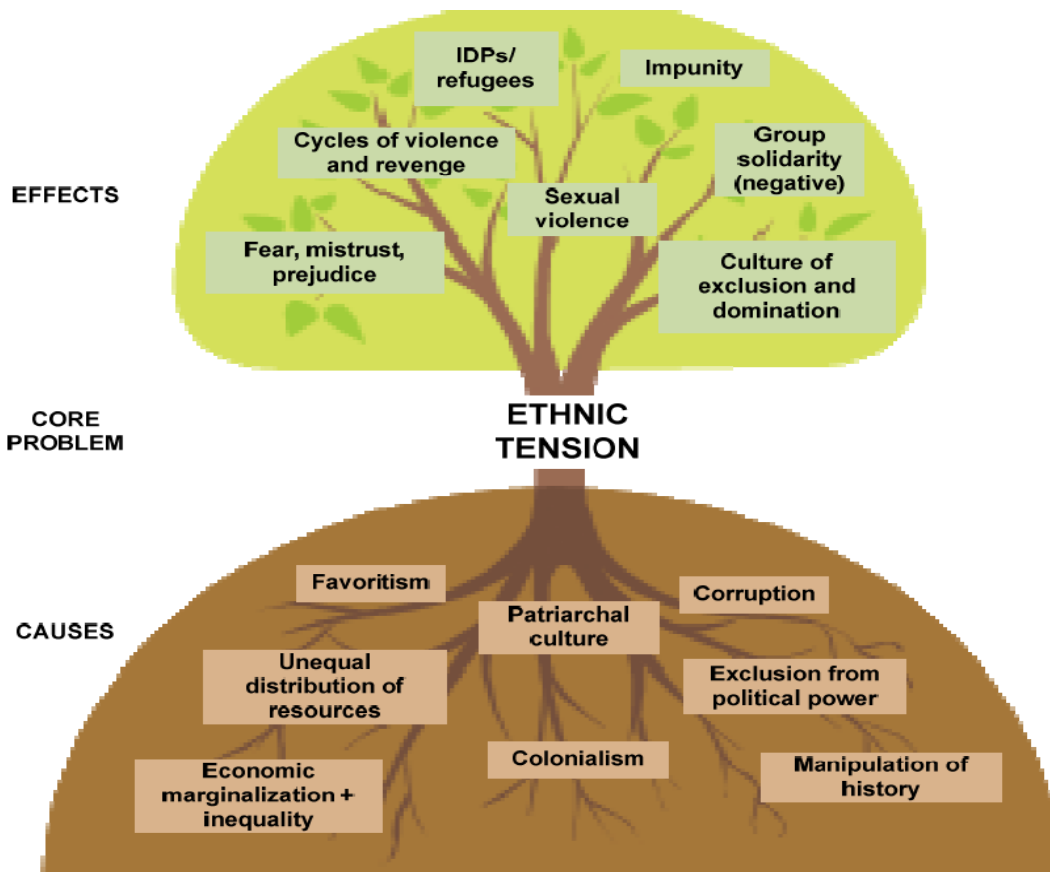 IDPs/
refugees
Impunity
Cycles of violence
and revenge
Group
solidarity
(negative)
EFFECTS
Sexual
violence
Fear, mistrust,
prejudice
Culture of
exclusion and
domination
CORE
PROBLEM
ETHNIC
TENSION
CAUSES
Favoritism
Corruption
Patriarchal
culture
Unequal
distribution of
resources
Exclusion from
political power
Economic
marginalization +
inequality
Colonialism
Manipulation of
history